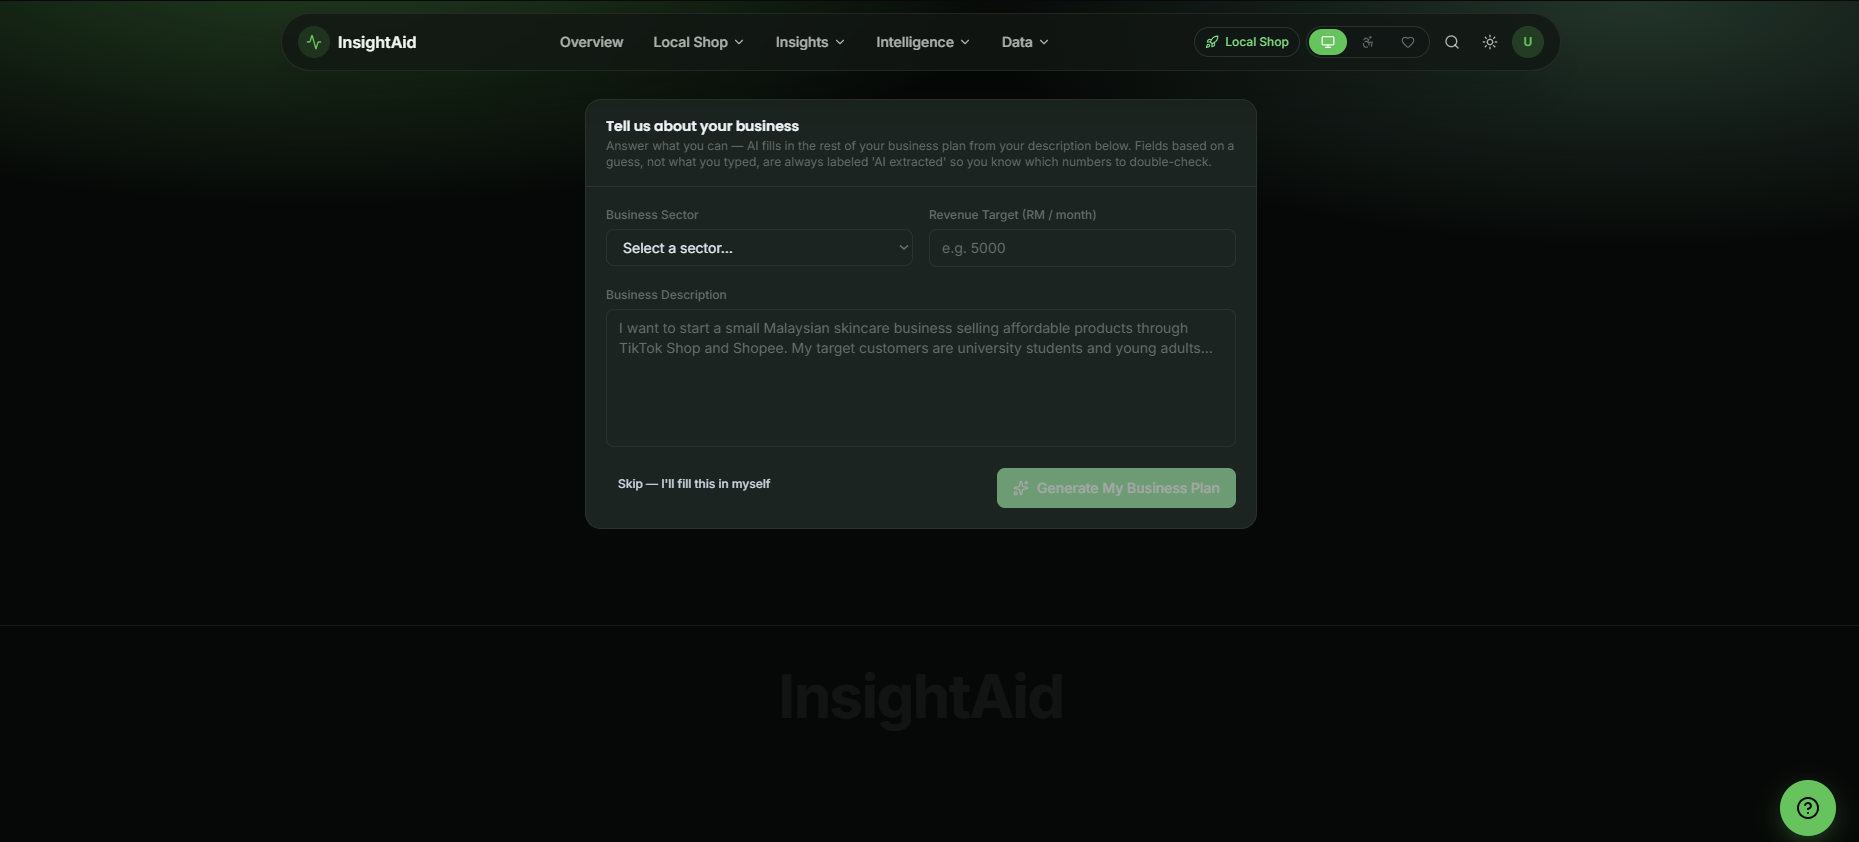 InsightAid
Overview
Local Shop
Insights
Intelligence
Data
Local Shop
U
Tell us about your business
Answer what you can — AI fills in the rest of your business plan from your description below. Fields based on a
guess, not what you typed, are always labeled 'AI extracted' so you know which numbers to double-check.
Business Sector
Revenue Target (RM / month)
Select a sector...
e.g. 5000
Business Description
I want to start a small Malaysian skincare business selling affordable products through
TikTok Shop and Shopee. My target customers are university students and young adults...
Skip — I'll fill this in myself
Generate My Business Plan
InsightAid